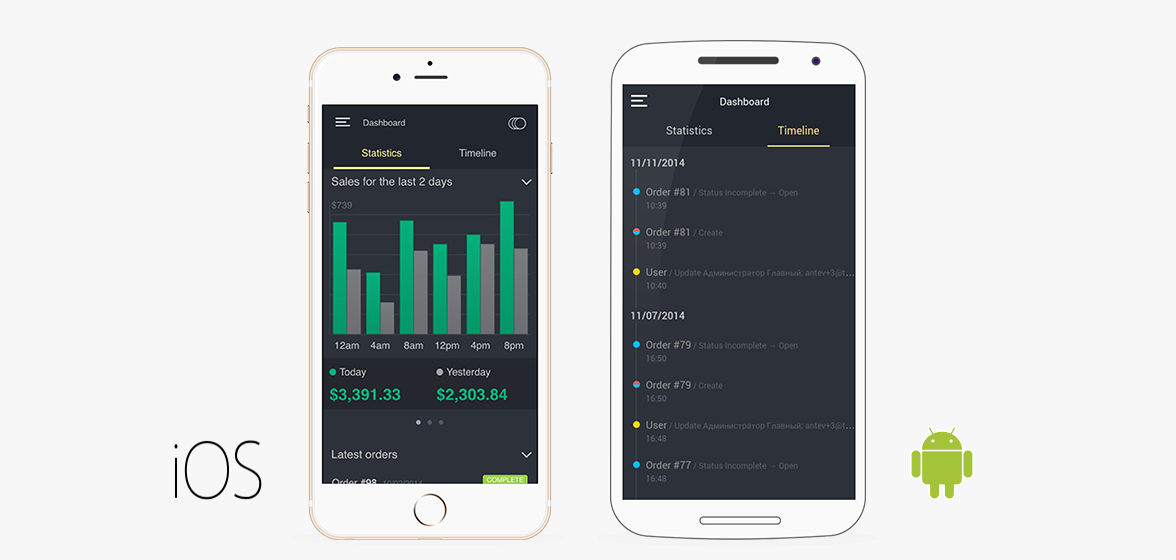 Dashboard
Statistics Timeline
Sales for the last 2 days
$739
12am 4am 8am 12pm 4pm 8pm
Today Yesterday
$3,391.33 $2,303.84
Latest orders
Order #98 10/02/2014 COMPLETE
iOS
Dashboard
Statistics Timeline
11/11/2014
Order #81 / Status Incomplete → Open
10:39
Order #81 / Create
10:39
User / Update Администратор Главный; antev+3@t...
10:40
11/07/2014
Order #79 / Status Incomplete → Open
16:50
Order #79 / Create
16:50
User / Update Администратор Главный; antev+3@t...
16:48
Order #77 / Status Incomplete → Open
16:48